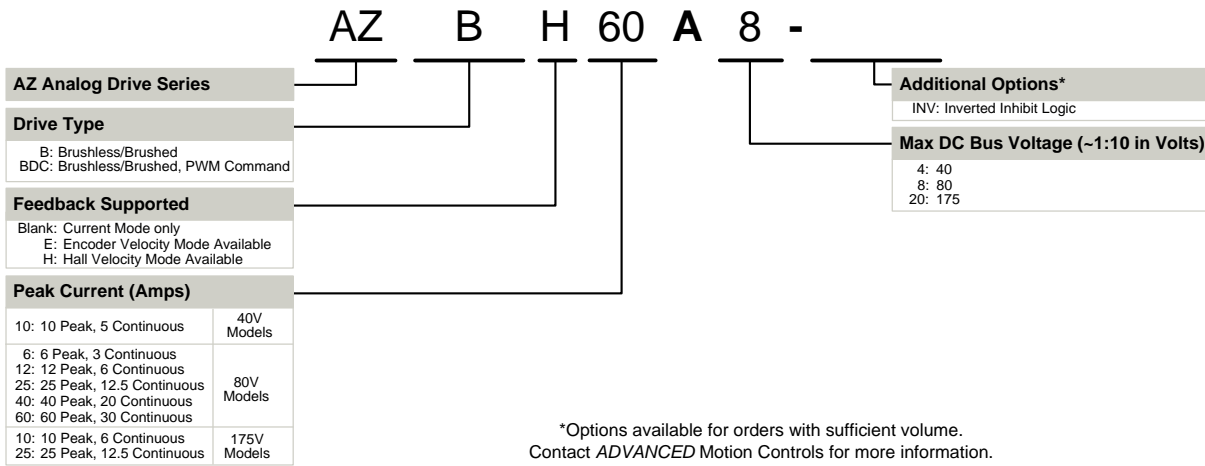 AZ B H 60 A 8 -
AZ Analog Drive Series
Drive Type
B: Brushless/Brushed
BDC: Brushless/Brushed, PWM Command
Feedback Supported
Blank: Current Mode only
E: Encoder Velocity Mode Available
H: Hall Velocity Mode Available
Peak Current (Amps)
10: 10 Peak, 5 Continuous
40V
Models
6: 6 Peak, 3 Continuous
12: 12 Peak, 6 Continuous
25: 25 Peak, 12.5 Continuous
40: 40 Peak, 20 Continuous
60: 60 Peak, 30 Continuous
80V
Models
10: 10 Peak, 6 Continuous
25: 25 Peak, 12.5 Continuous
175V
Models
Additional Options*
INV: Inverted Inhibit Logic
Max DC Bus Voltage (~1:10 in Volts)
4: 40
8: 80
20: 175
*Options available for orders with sufficient volume.
Contact ADVANCED Motion Controls for more information.